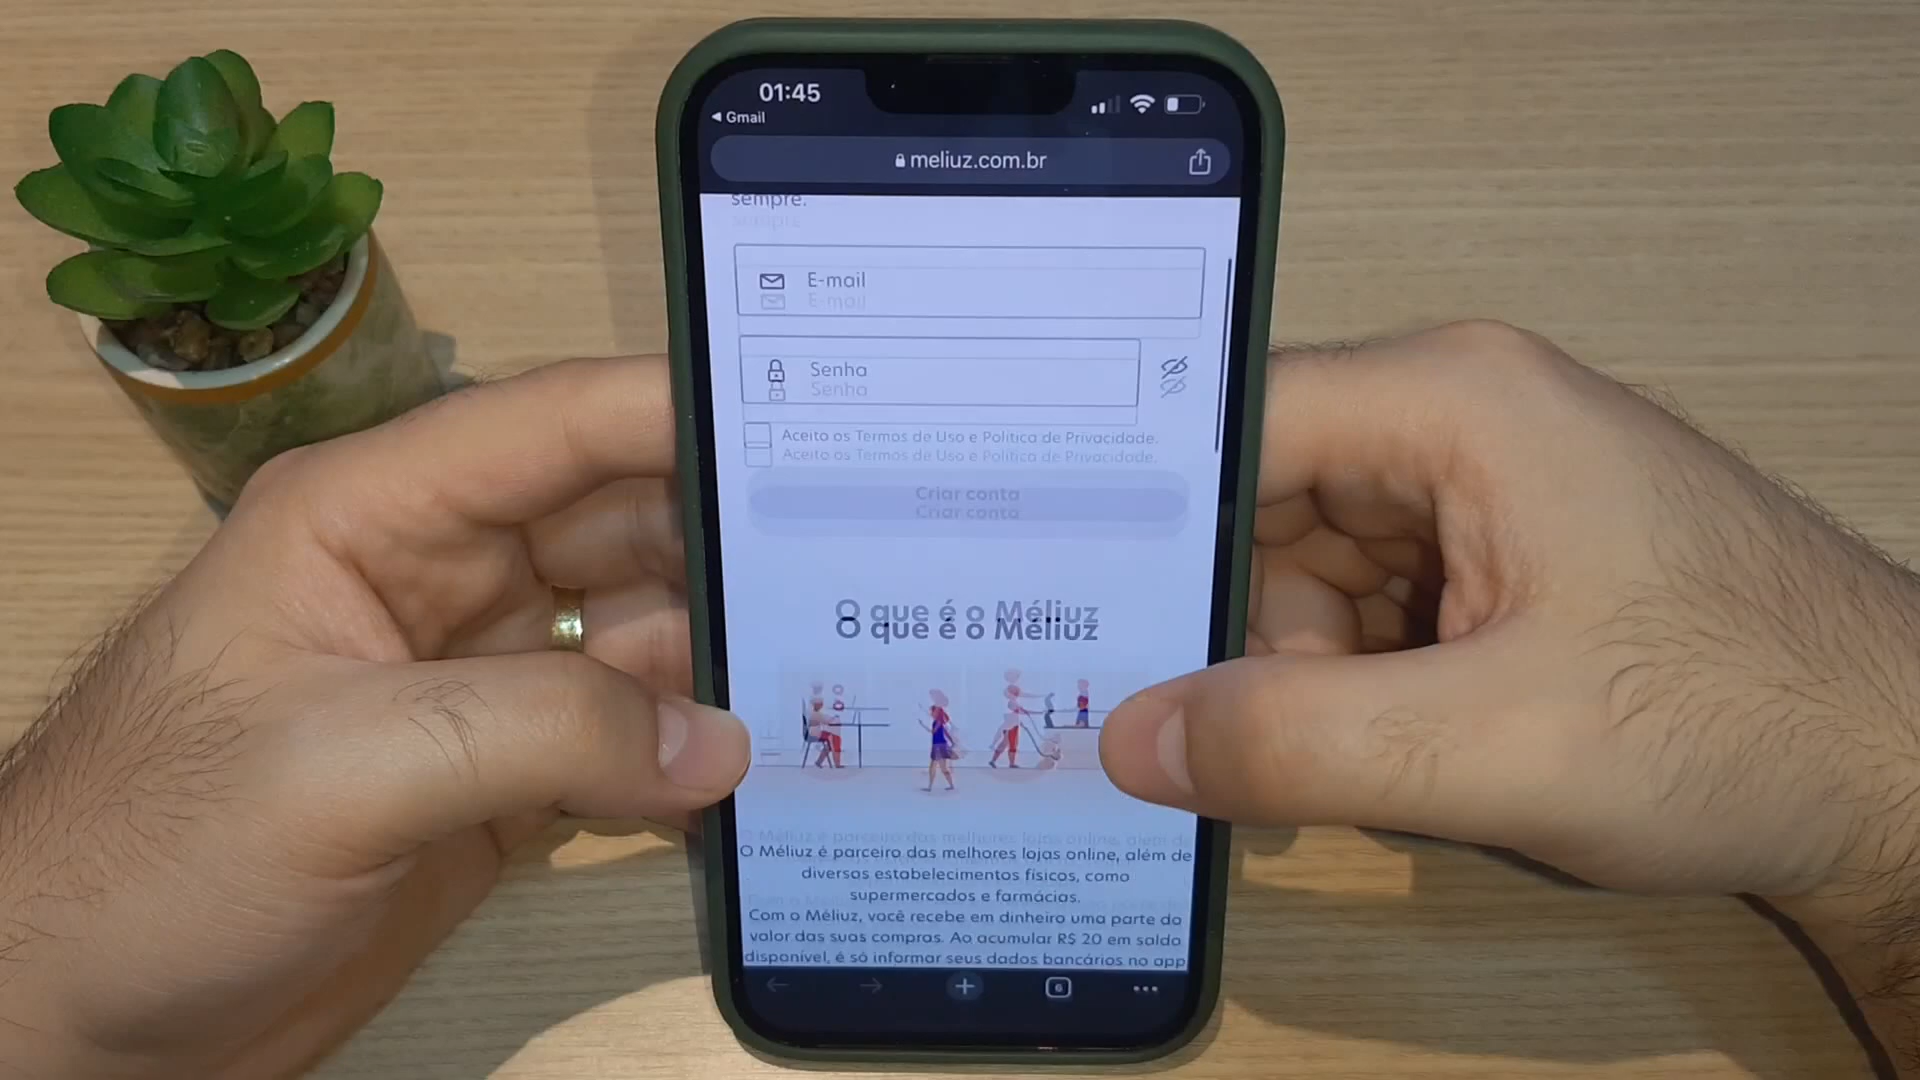 01:45
◀ Gmail
meliuz.com.br
sempre.
E-mail
Senha
Aceito os Termos de Uso e Política de Privacidade.
Criar conta
O que é o Méliuz
O Méliuz é parceiro das melhores lojas online, além de
diversas estabelecimentos físicos, como
supermercados e farmácias.
Com o Méliuz, você recebe em dinheiro uma parte do
valor das suas compras. Ao acumular R$ 20 em saldo
disponível, é só informar seus dados bancários no app
6